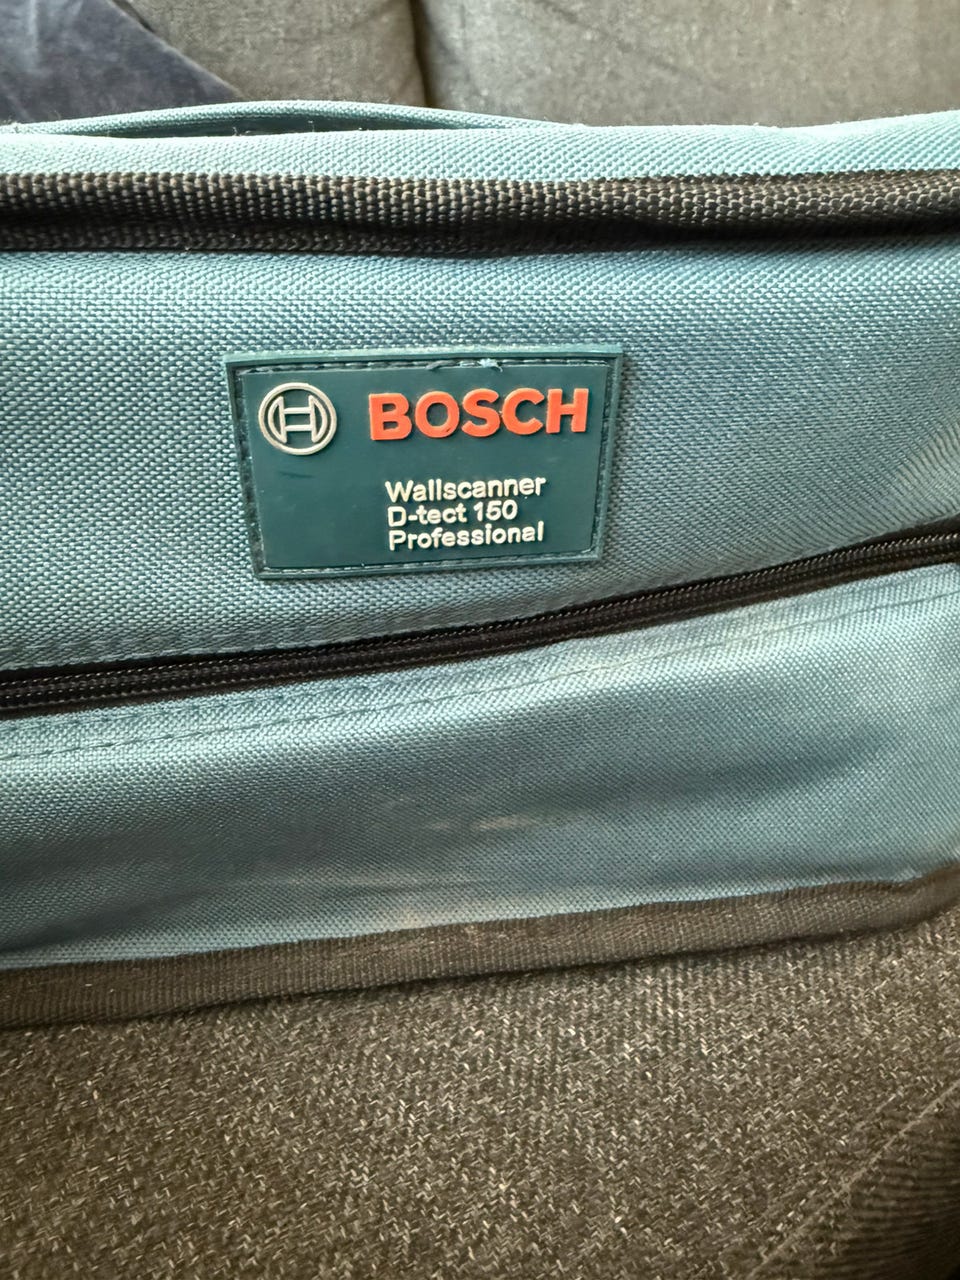 BOSCH
Wallscanner
D-tect 150
Professional